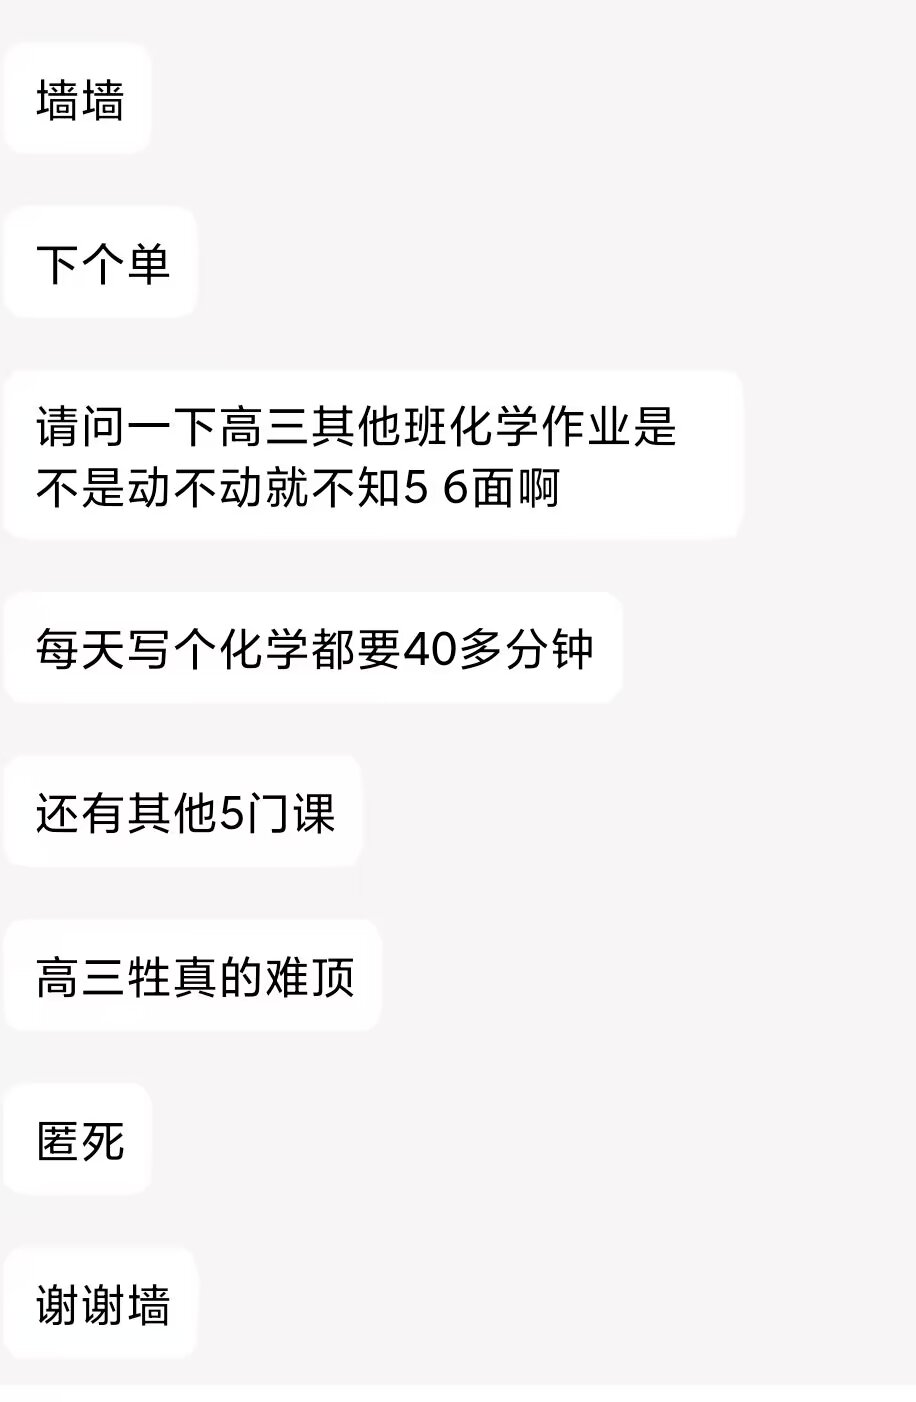 墙墙
下个单
请问一下高三其他班化学作业是
不是动不动就不知5 6面啊
每天写个化学都要40多分钟
还有其他5门课
高三牲真的难顶
匿死
谢谢墙